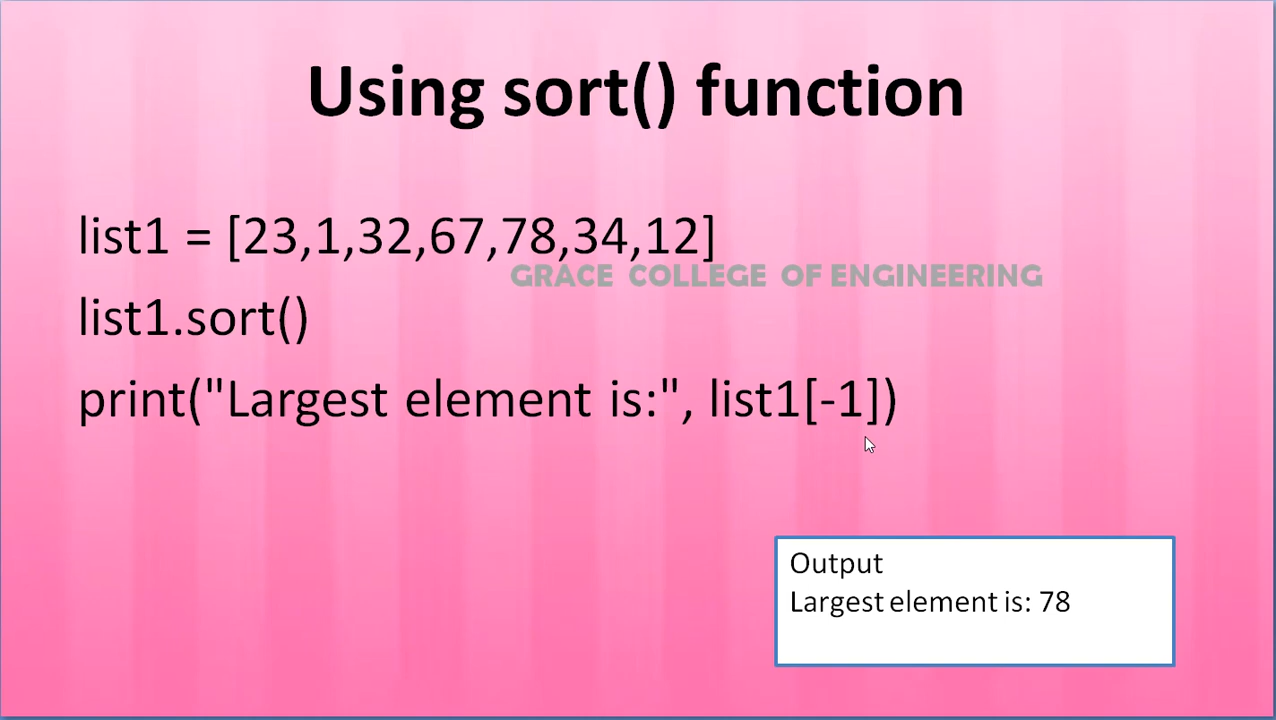 Using sort() function
list1 = [23,1,32,67,78,34,12]
GRACE COLLEGE OF ENGINEERING
list1.sort()
print("Largest element is:", list1[-1])
Output
Largest element is: 78